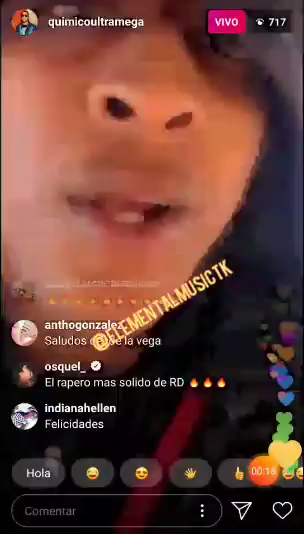 quimicoultramega
VIVO
717
@ELEMENTALMUSICTK
anthogonzalez
Saludos
la vega
osquel_
El rapero mas solido de RD 🔥🔥🔥
indianahellen
Felicidades
Hola
00:16
Comentar